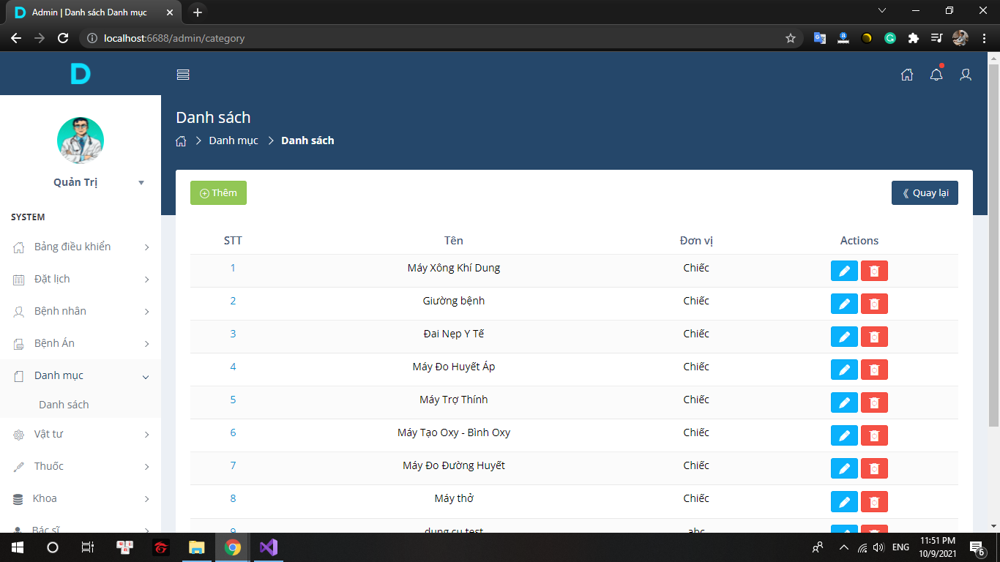 Admin | Danh sách Danh mục
localhost:6688/admin/category
D
Danh sách
Danh mục Danh sách
Quản Trị
SYSTEM
Bảng điều khiển
Đặt lịch
Bệnh nhân
Bệnh Án
Danh mục
Danh sách
Vật tư
Thuốc
Khoa
Bác sĩ
Thêm
Quay lại
STT Tên Đơn vị Actions
1 Máy Xông Khí Dung Chiếc
2 Giường bệnh Chiếc
3 Đai Nẹp Y Tế Chiếc
4 Máy Đo Huyết Áp Chiếc
5 Máy Trợ Thính Chiếc
6 Máy Tạo Oxy - Bình Oxy Chiếc
7 Máy Đo Đường Huyết Chiếc
8 Máy thở Chiếc
9 dung cu test abc
ENG
11:51 PM
10/9/2021
6